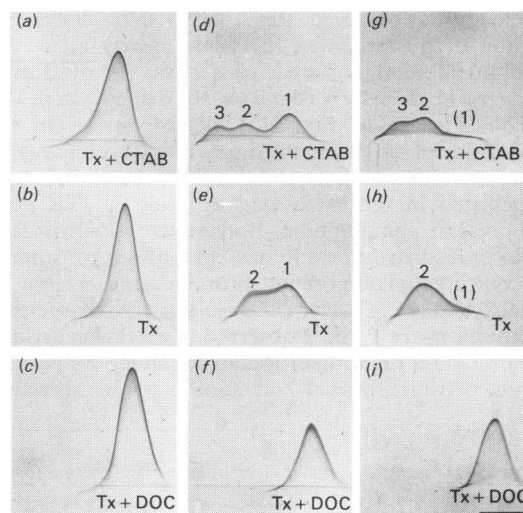 (a)
Tx + CTAB
(d)
3 2 1
Tx + CTAB
(g)
3 2 (1)
Tx + CTAB
(b)
Tx
(e)
2 1
Tx
(h)
2 (1)
Tx
(c)
Tx + DOC
(f)
Tx + DOC
(i)
Tx + DOC